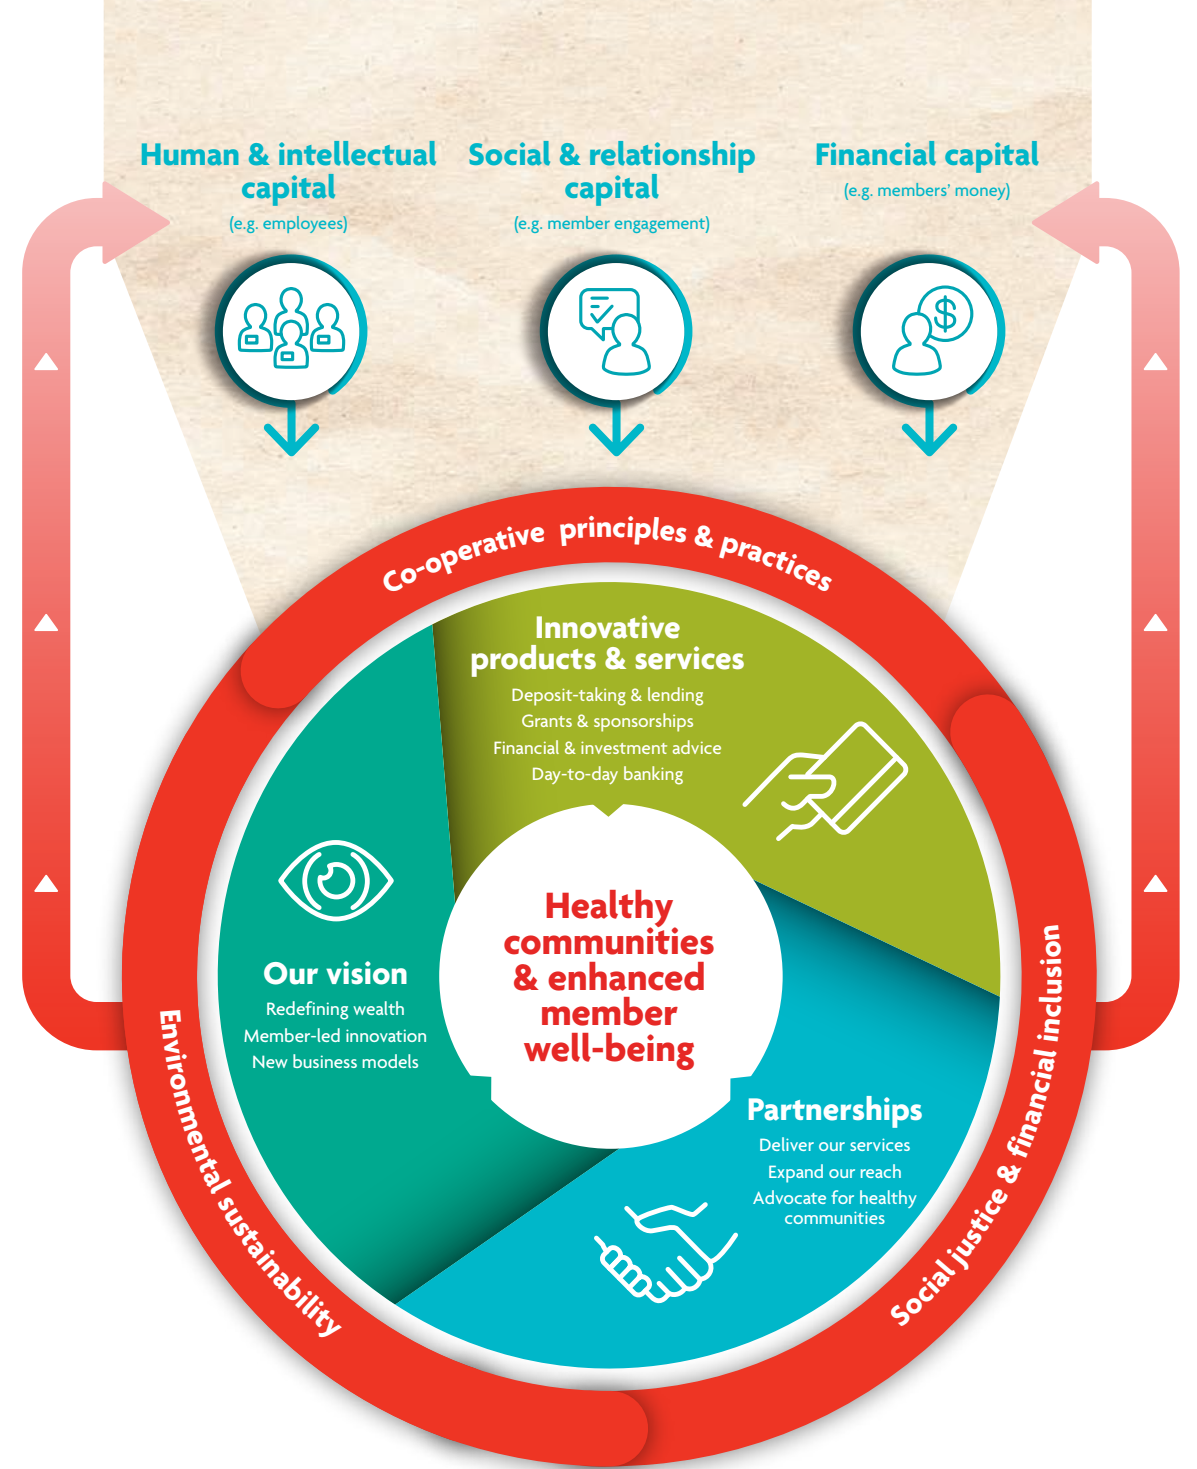 Human & intellectual
capital
(e.g. employees)
Social & relationship
capital
(e.g. member engagement)
Financial capital
(e.g. members’ money)
$
Co-operative principles & practices
Innovative
products & services
Deposit-taking & lending
Grants & sponsorships
Financial & investment advice
Day-to-day banking
Our vision
Redefining wealth
Member-led innovation
New business models
Healthy
communities
& enhanced
member
well-being
Partnerships
Deliver our services
Expand our reach
Advocate for healthy
communities
Environmental sustainability
Social justice & financial inclusion